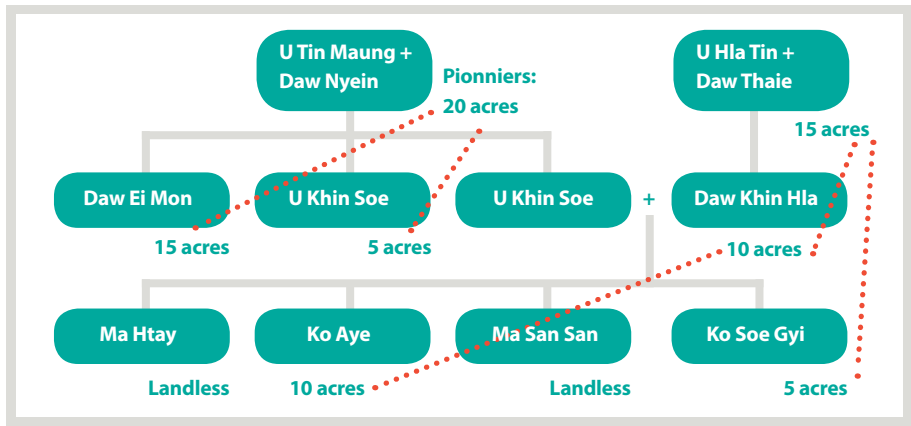 U Tin Maung +
Daw Nyein
Pionniers:
20 acres
U Hla Tin +
Daw Thaie
15 acres
Daw Ei Mon
U Khin Soe
U Khin Soe
+
Daw Khin Hla
15 acres
5 acres
10 acres
Ma Htay
Ko Aye
Ma San San
Ko Soe Gyi
Landless
10 acres
Landless
5 acres